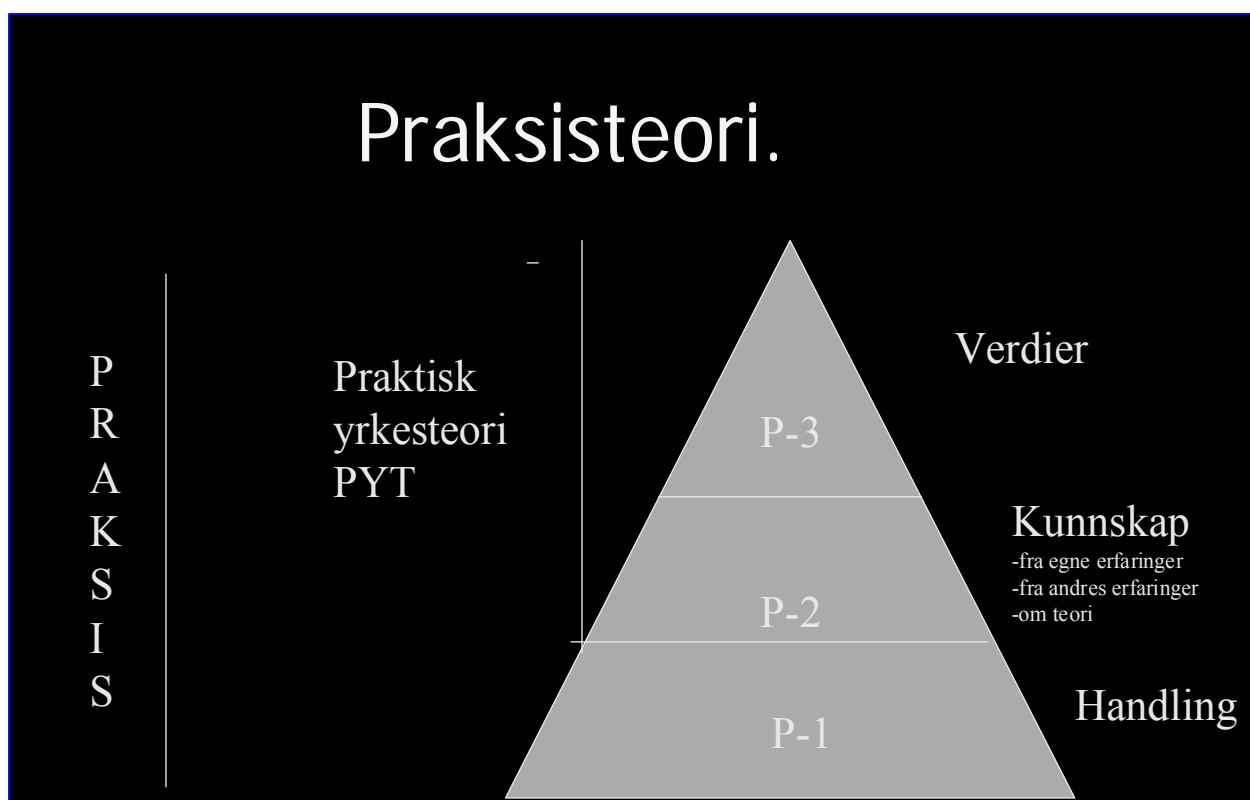 Praksisteori.
P
R
A
K
S
I
S
Praktisk
yrkesteori
PYT
P-3
P-2
P-1
Verdier
Kunnskap
-fra egne erfaringer
-fra andres erfaringer
-om teori
Handling